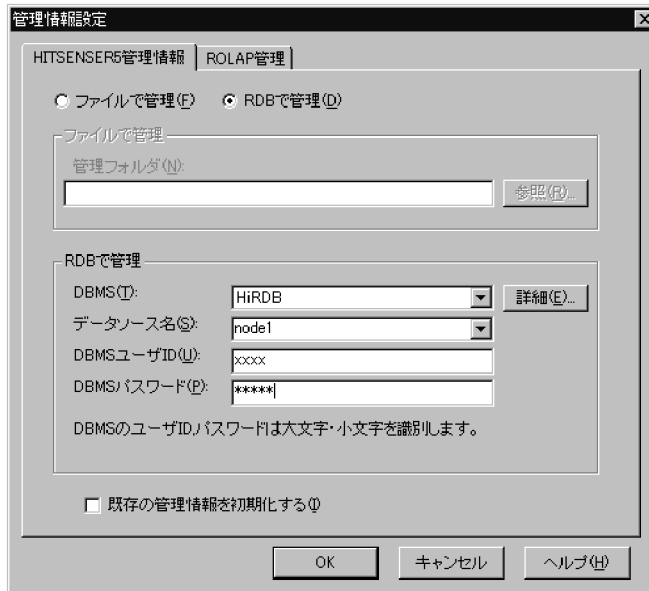 管理情報設定
HITSENSER5管理情報 ROLAP管理
ファイルで管理(F) RDBで管理(D)
ファイルで管理
管理フォルダ(N):
参照(R)...
RDBで管理
DBMS(T): HiRDB 詳細(E)...
データソース名(S): node1
DBMSユーザID(U): xxxx
DBMSパスワード(P): *****
DBMSのユーザID,パスワードは大文字・小文字を識別します。
既存の管理情報を初期化する(I)
OK キャンセル ヘルプ(H)